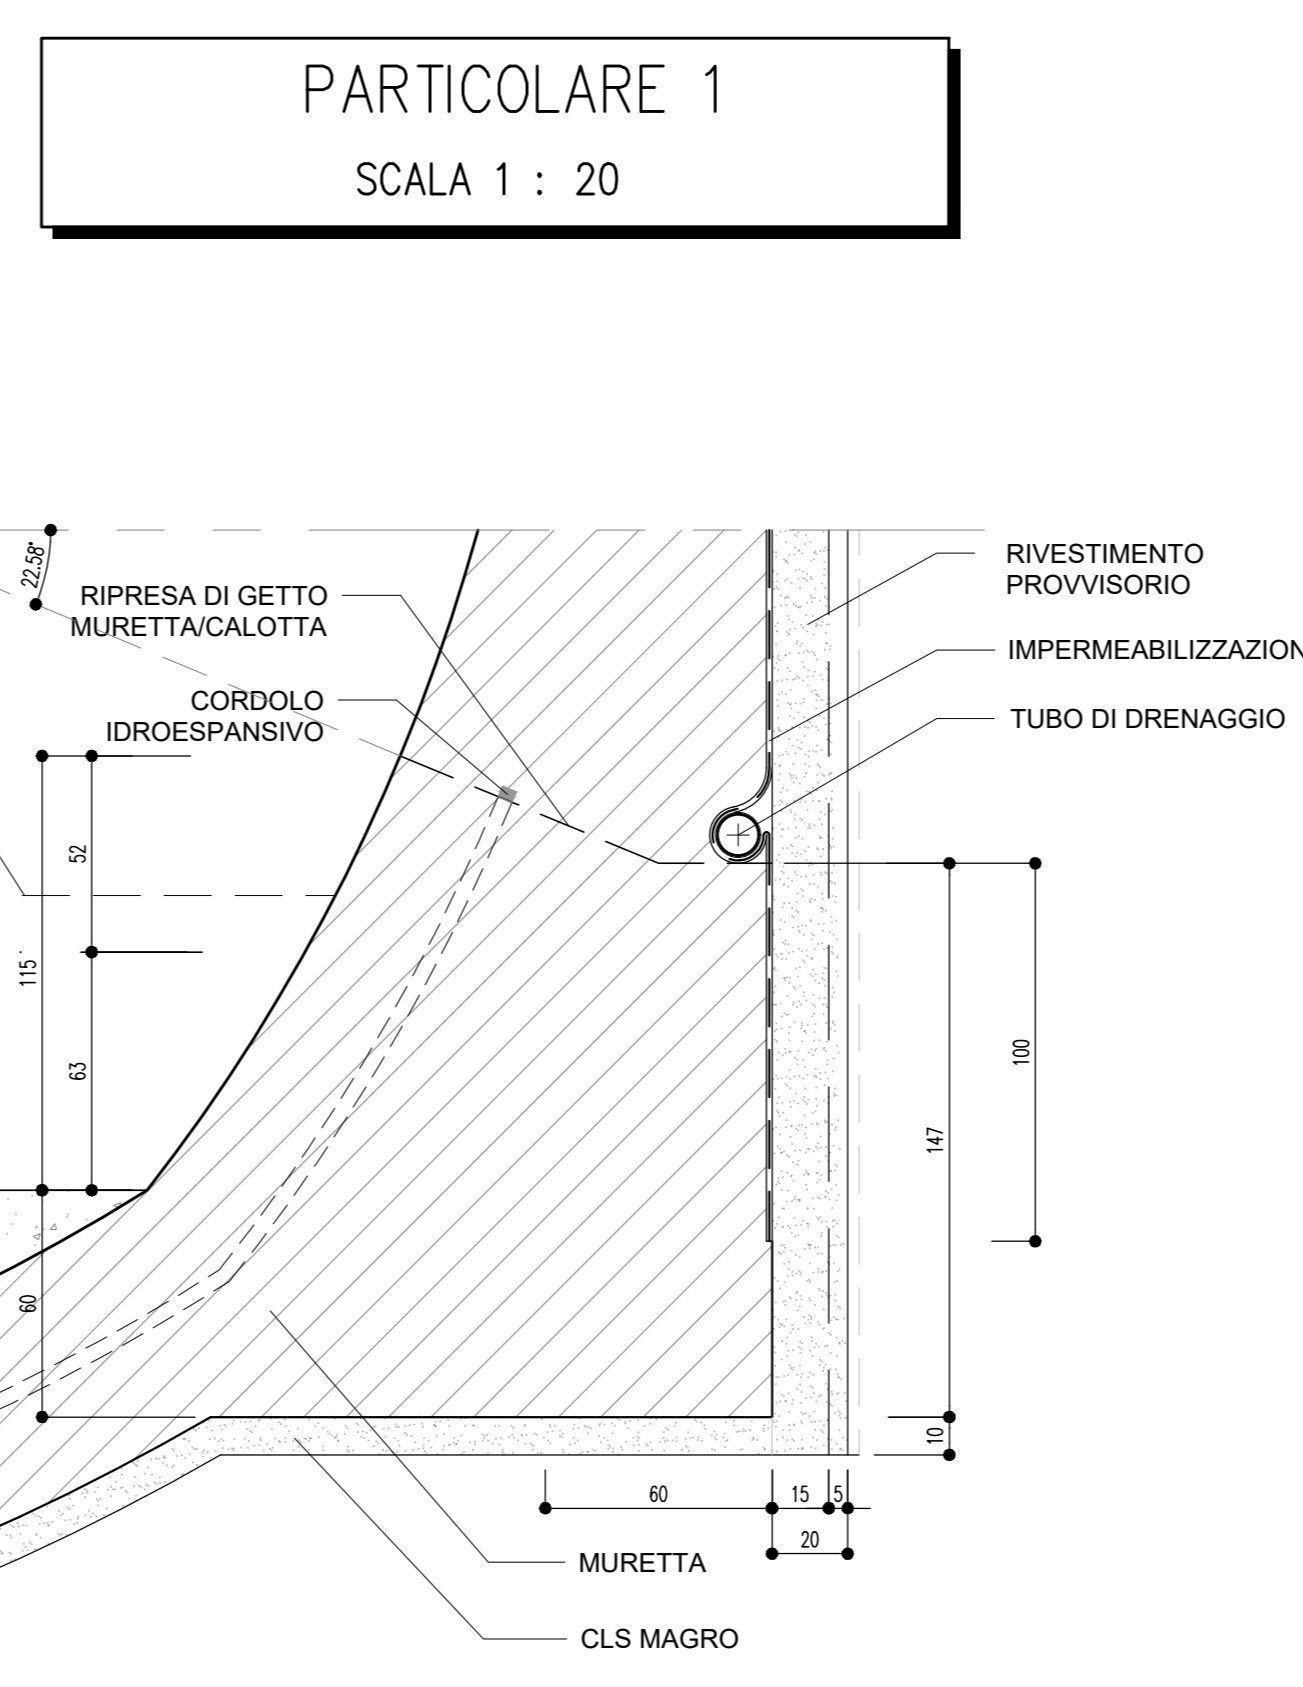 PARTICOLARE 1
SCALA 1 : 20
22.58°
RIPRESA DI GETTO
MURETTA/CALOTTA
CORDOLO
IDROESPANSIVO
RIVESTIMENTO
PROVVISORIO
IMPERMEABILIZZAZION
TUBO DI DRENAGGIO
52
115
63
60
100
147
10
60
15
5
20
MURETTA
CLS MAGRO